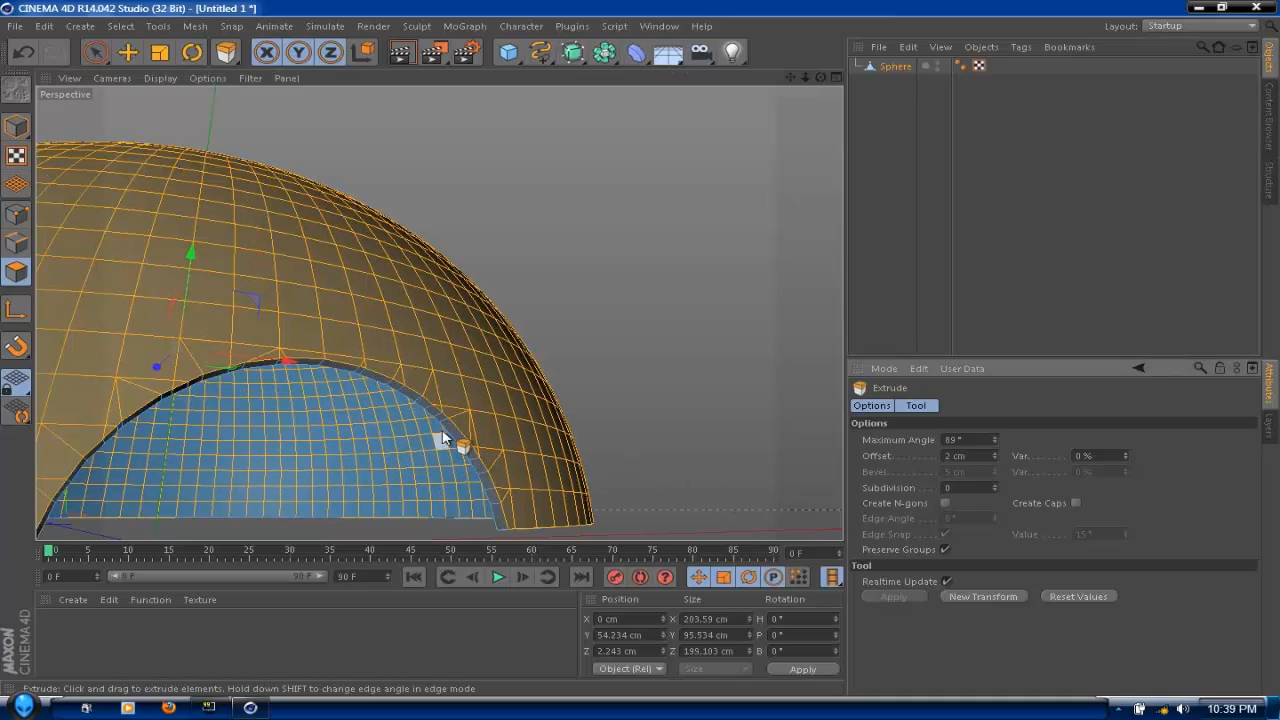 CINEMA 4D R14.042 Studio (32 Bit) - [Untitled 1 *]
File Edit Create Select Tools Mesh Snap Animate Simulate Render Sculpt MoGraph Character Plugins Script Window Help
Layout: Startup
File Edit View Objects Tags Bookmarks
View Cameras Display Options Filter Panel
Perspective
Sphere
Objects
Content Browser
Structure
Mode Edit User Data
Extrude
Options Tool
Options
Maximum Angle 89 °
Offset 2 cm Var. 0 %
Bevel 5 cm Var. 0 %
Subdivision 0
Create N-gons Create Caps
Edge Angle 0 °
Edge Snap Value 15 °
Preserve Groups
Tool
Realtime Update
Apply New Transform Reset Values
Attributes
Layers
0 5 10 15 20 25 30 35 40 45 50 55 60 65 70 75 80 85 90 0 F
0 F 0 F 90 F 90 F
Create Edit Function Texture
Position Size Rotation
X 0 cm X 203.59 cm H 0 °
Y 54.234 cm Y 95.534 cm P 0 °
Z 2.243 cm Z 199.103 cm B 0 °
Object (Rel) Size Apply
MAXON
CINEMA 4D
Extrude: Click and drag to extrude elements. Hold down SHIFT to change edge angle in edge mode
10:39 PM